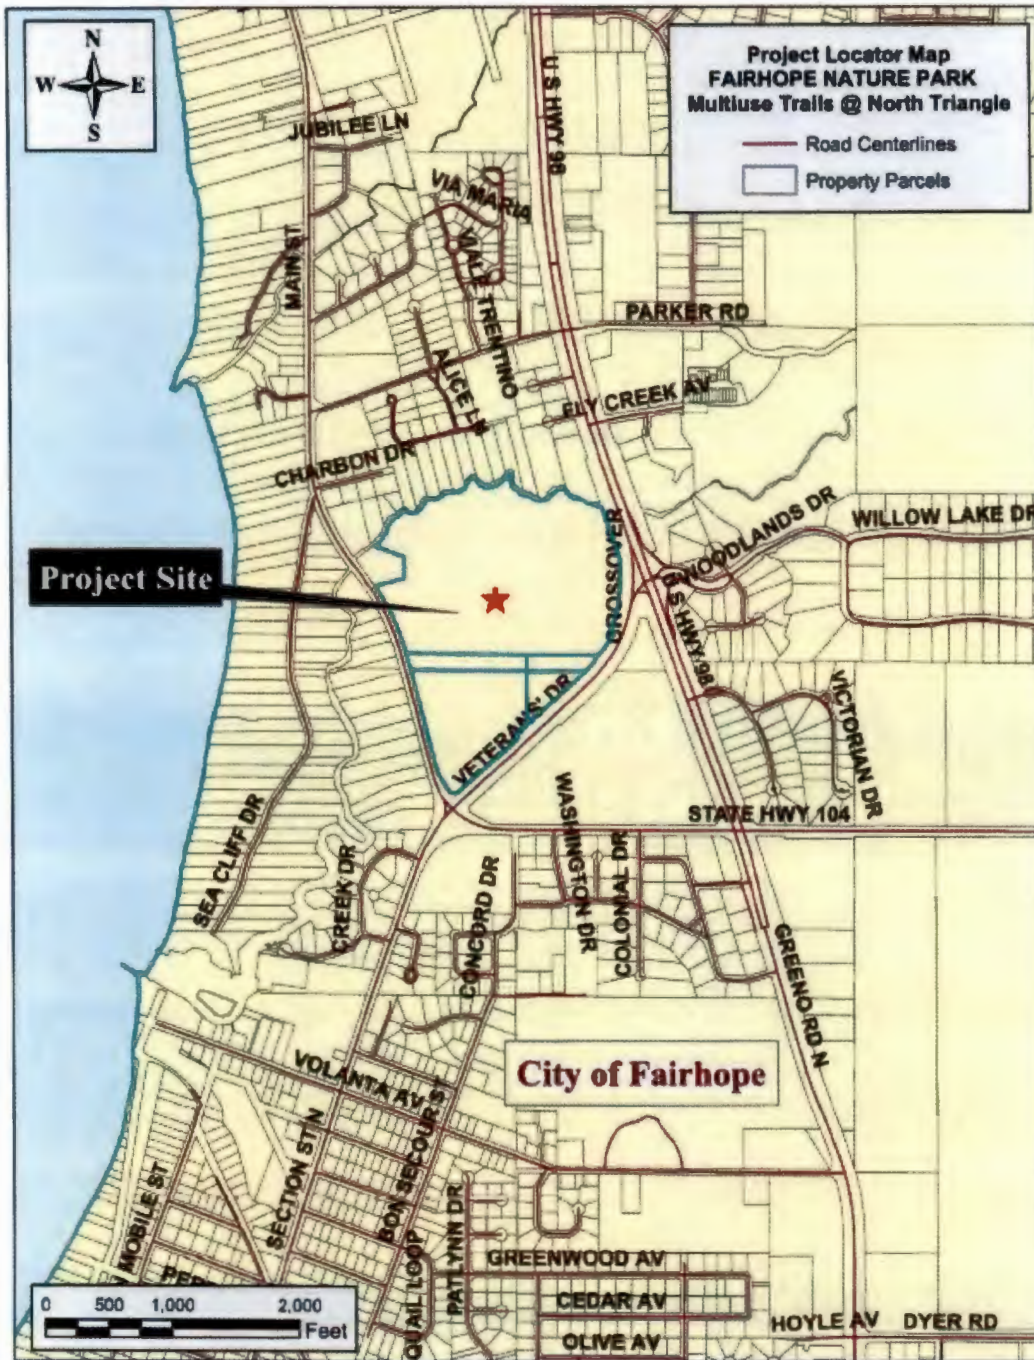 N
W E
S
Project Locator Map
FAIRHOPE NATURE PARK
Multiuse Trails @ North Triangle
Road Centerlines
Property Parcels
U S HWY 98
JUBILEE LN
VIA MARIA
MAIN ST
VIALE TRENTINO
PARKER RD
ALICE LN
FLY CREEK AV
CHARBON DR
WOODLANDS DR
WILLOW LAKE DR
CROSSOVER
Project Site
U S HWY 98
VETERANS' DR
VICTORIAN DR
STATE HWY 104
SEA CLIFF DR
WASHINGTON DR
CREEK DR
CONCORD DR
COLONIAL DR
GREENO RD N
VOLANTA AV
City of Fairhope
SECTION ST N
BON SECOUR ST
N MOBILE ST
QUAIL LOOP
PATLYNN DR
GREENWOOD AV
CEDAR AV
HOYLE AV
DYER RD
OLIVE AV
0 500 1,000 2,000
Feet